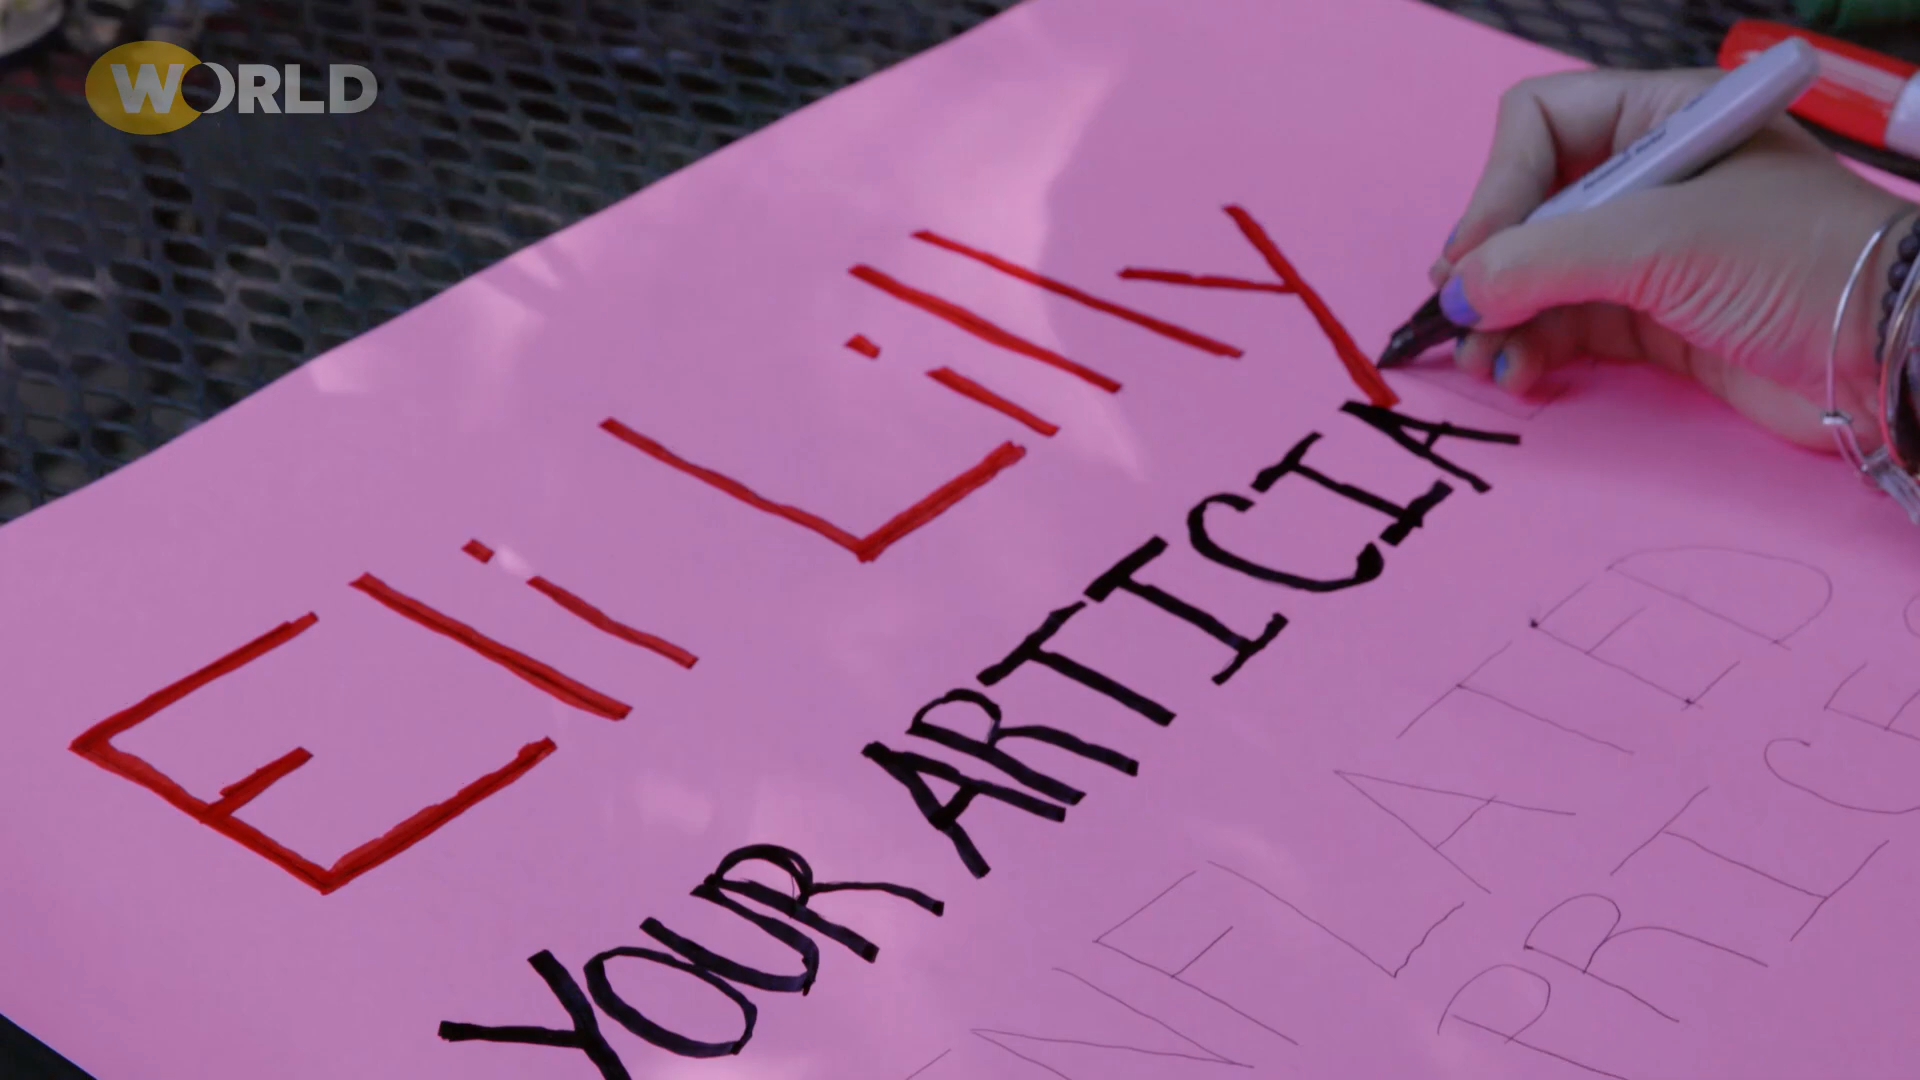 WORLD
Eli Lilly
YOUR ARTICIA
INFLATED
PRICES